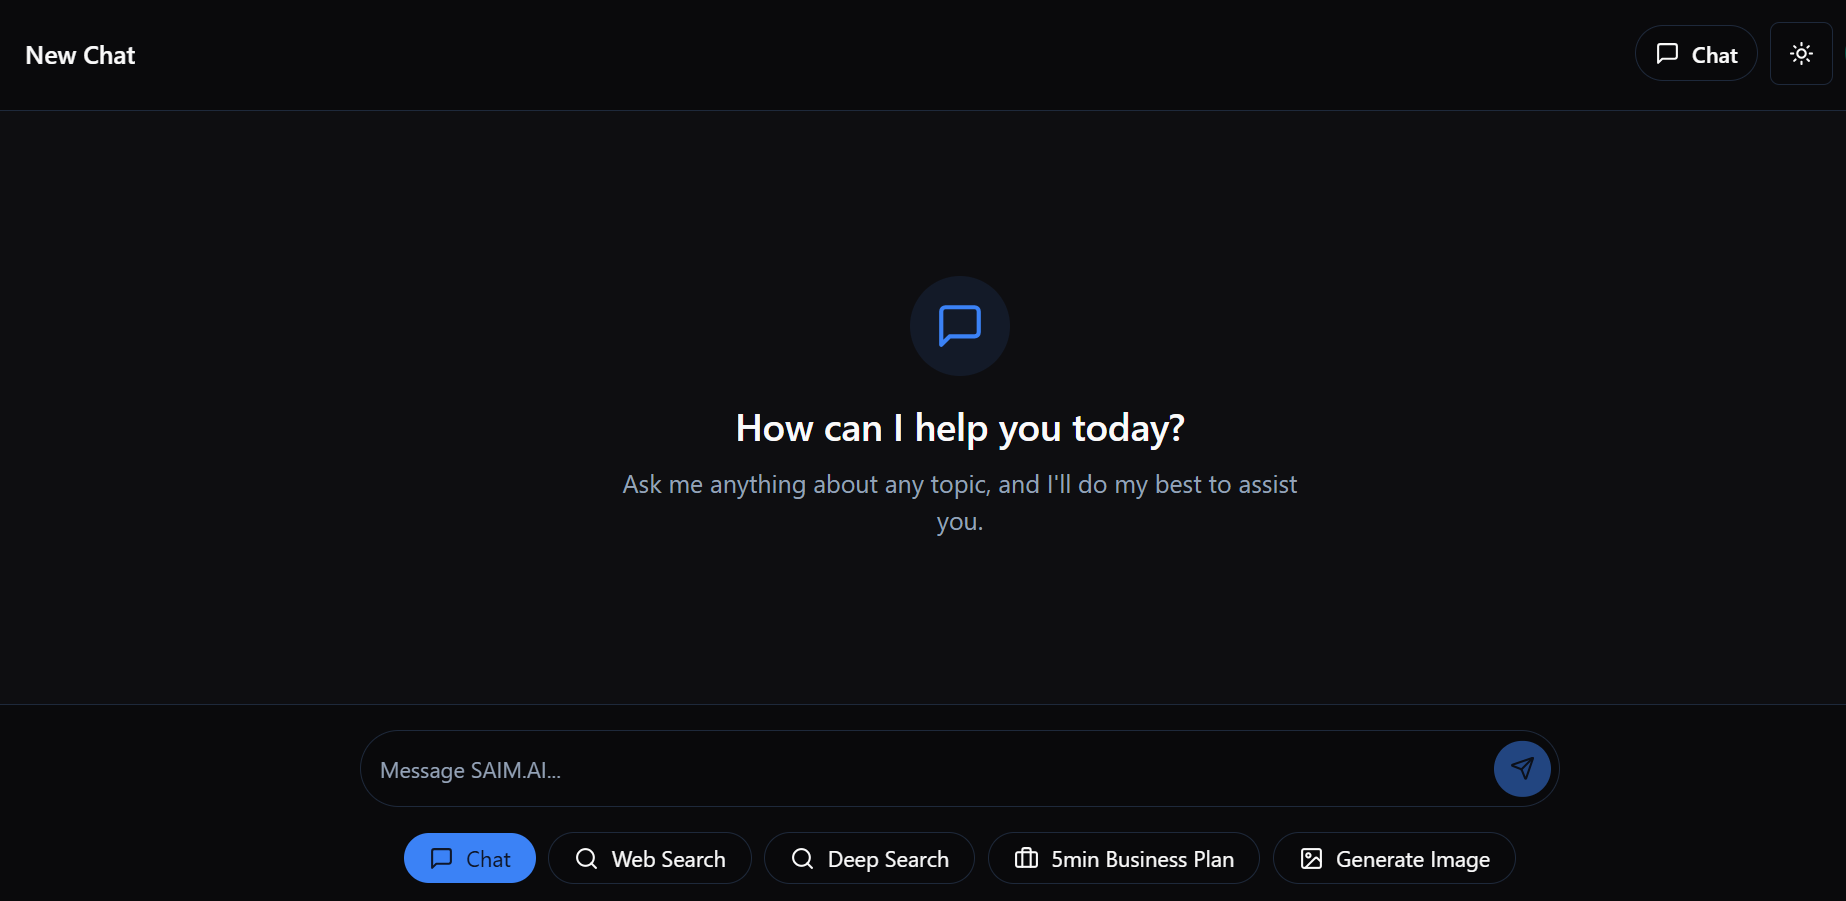 New Chat
Chat
How can I help you today?
Ask me anything about any topic, and I'll do my best to assist
you.
Message SAIM.AI...
Chat
Web Search
Deep Search
5min Business Plan
Generate Image